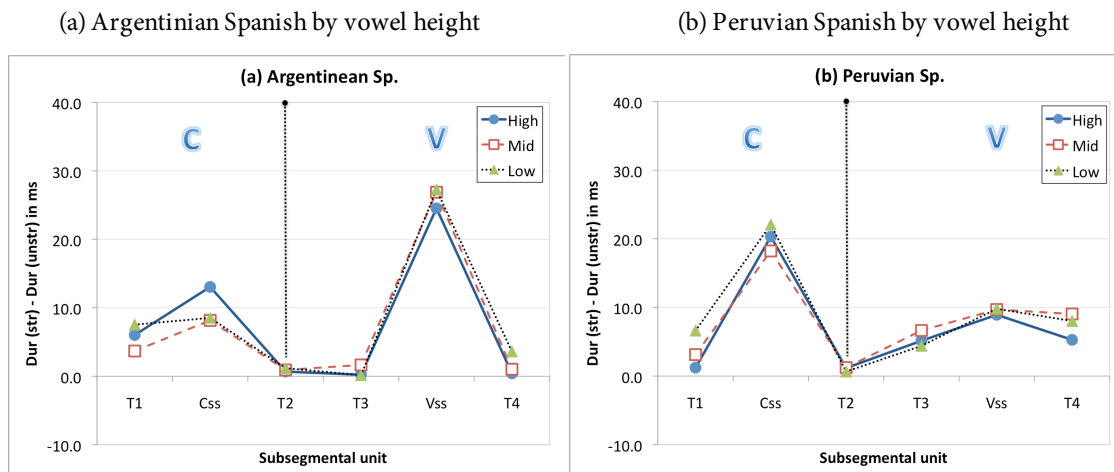 (a) Argentinian Spanish by vowel height
(b) Peruvian Spanish by vowel height
(a) Argentinean Sp.
Dur (str) - Dur (unstr) in ms
40.0
30.0
20.0
10.0
0.0
-10.0
C
V
High
Mid
Low
T1 Css T2 T3 Vss T4
Subsegmental unit
(b) Peruvian Sp.
Dur (str) - Dur (unstr) in ms
40.0
30.0
20.0
10.0
0.0
-10.0
C
V
High
Mid
Low
T1 Css T2 T3 Vss T4
Subsegmental unit